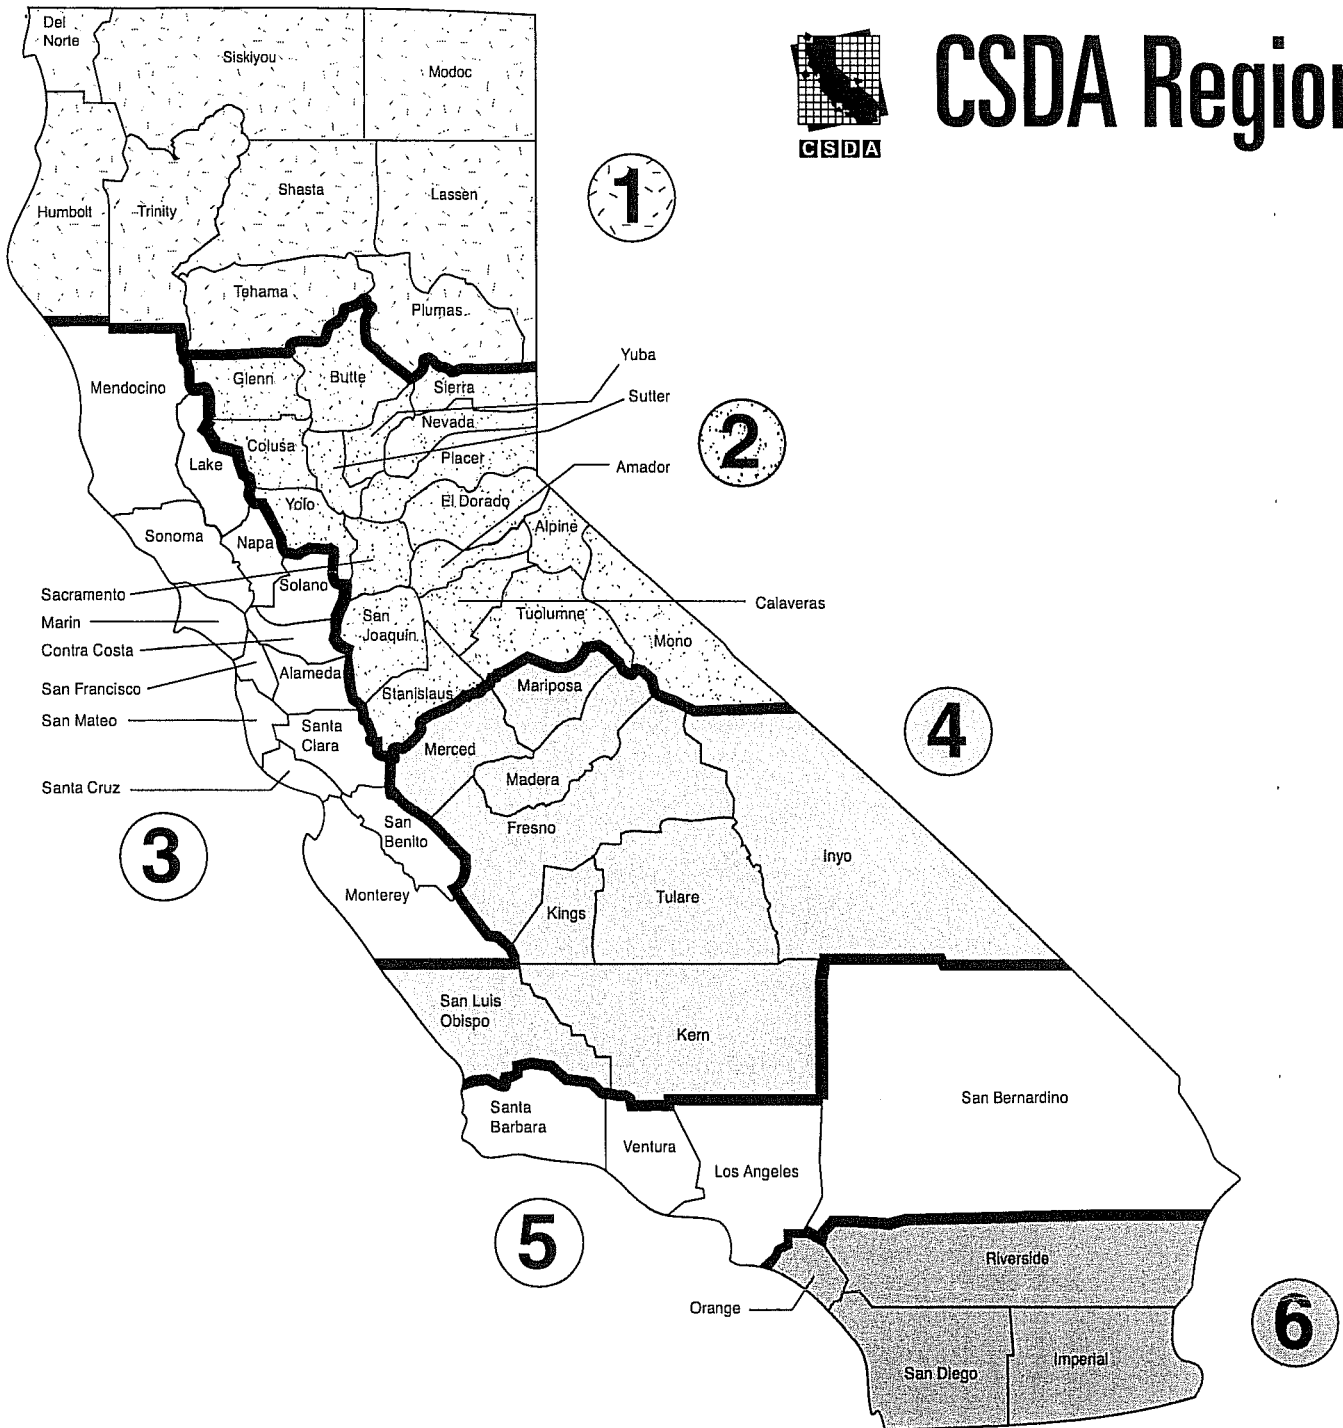 CSDA Region
CSDA
Del
Norte
Siskiyou
Modoc
Shasta
Lassen
1
Humbolt
Trinity
Tehama
Plumas
Yuba
Mendocino
Glenn
Butte
Sierra
Sutter
Nevada
2
Colusa
Placer
Lake
Amador
Yolo
El Dorado
Alpine
Sonoma
Napa
Solano
Sacramento
Calaveras
San
Joaquin
Tuolumne
Marin
Mono
Contra Costa
Alameda
San Francisco
Stanislaus
Mariposa
San Mateo
Santa
Clara
4
Merced
Madera
Santa Cruz
San
Benito
Fresno
3
Inyo
Monterey
Kings
Tulare
San Luis
Obispo
Kern
San Bernardino
Santa
Barbara
Ventura
Los Angeles
5
Riverside
Orange
6
San Diego
Imperial